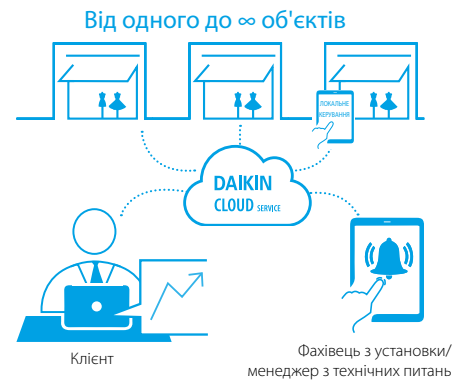 Від одного до ∞ об'єктів
ЛОКАЛЬНЕ
КЕРУВАННЯ
DAIKIN
CLOUD SERVICE
Клієнт
Фахівець з установки/
менеджер з технічних питань